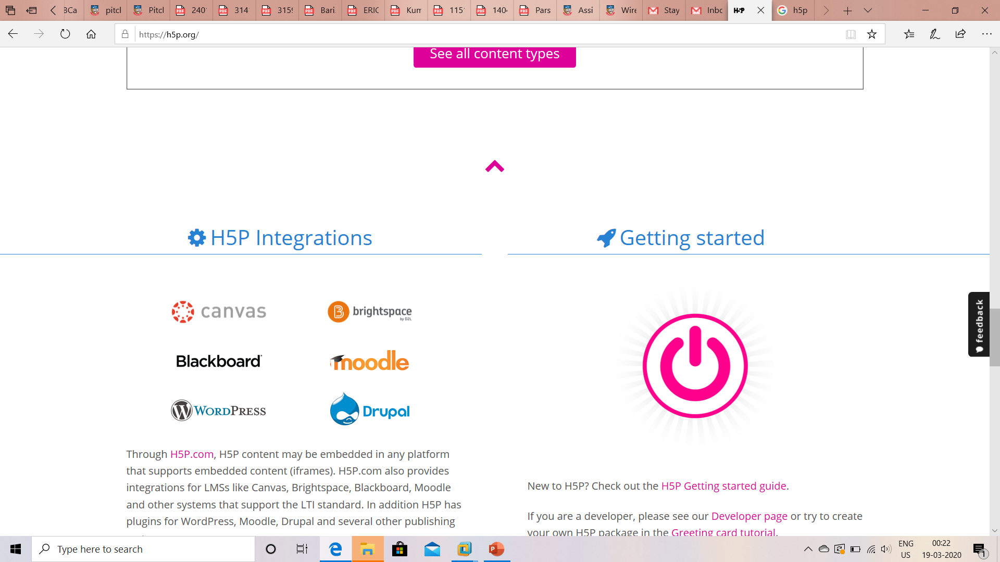 3Ca pitcl Pitcl 240 314 3159 Bari. ERIC Kum 115 1404 Pars Assi Wire Stay Inbc H5P h5p
https://h5p.org/
See all content types
H5P Integrations
Getting started
canvas
brightspace
by D2L
Blackboard
moodle
WORDPRESS
Drupal
feedback
Through H5P.com, H5P content may be embedded in any platform
that supports embedded content (iframes). H5P.com also provides
integrations for LMSs like Canvas, Brightspace, Blackboard, Moodle
and other systems that support the LTI standard. In addition H5P has
plugins for WordPress, Moodle, Drupal and several other publishing
New to H5P? Check out the H5P Getting started guide.
If you are a developer, please see our Developer page or try to create
your own H5P package in the Greeting card tutorial.
Type here to search
ENG
US
00:22
19-03-2020
1